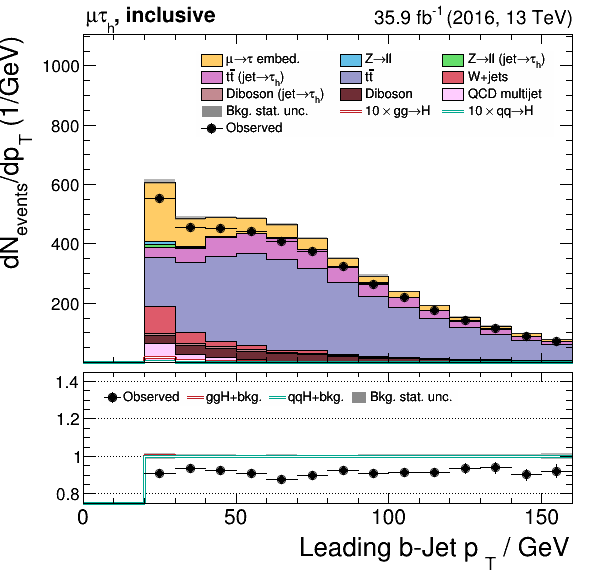 μτh, inclusive 35.9 fb-1 (2016, 13 TeV)
dNevents/dpT (1/GeV)
1000
800
600
400
200
μ→τ embed. Z→ll Z→ll (jet→τh)
tt̄ (jet→τh) tt̄ W+jets
Diboson (jet→τh) Diboson QCD multijet
Bkg. stat. unc. 10 × gg→H 10 × qq→H
Observed
1.4
1.2
1
0.8
Observed ggH+bkg. qqH+bkg. Bkg. stat. unc.
0 50 100 150
Leading b-Jet pT / GeV